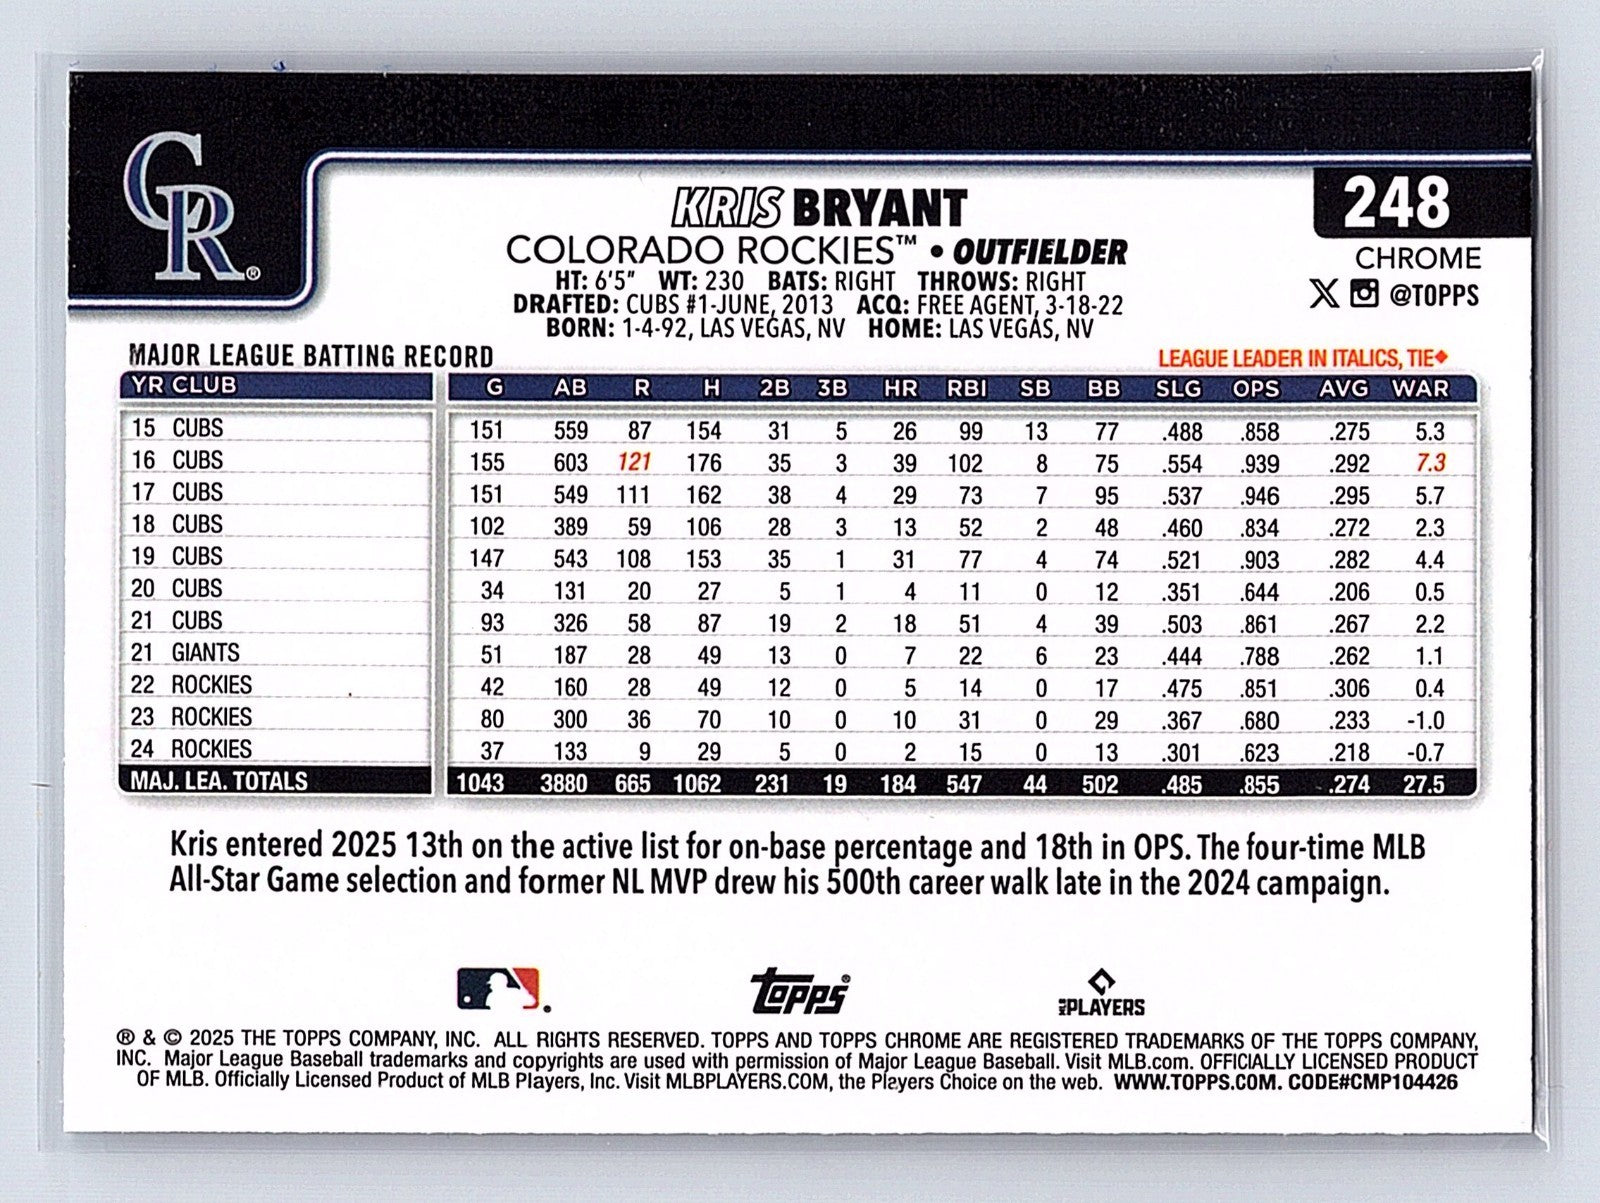 CR®
KRIS BRYANT
248
COLORADO ROCKIES™ • OUTFIELDER
CHROME
HT: 6'5" WT: 230 BATS: RIGHT THROWS: RIGHT
@TOPPS
DRAFTED: CUBS #1-JUNE, 2013 ACQ: FREE AGENT, 3-18-22
BORN: 1-4-92, LAS VEGAS, NV HOME: LAS VEGAS, NV
MAJOR LEAGUE BATTING RECORD
LEAGUE LEADER IN ITALICS, TIE◆
YR CLUB G AB R H 2B 3B HR RBI SB BB SLG OPS AVG WAR
15 CUBS 151 559 87 154 31 5 26 99 13 77 .488 .858 .275 5.3
16 CUBS 155 603 121 176 35 3 39 102 8 75 .554 .939 .292 7.3
17 CUBS 151 549 111 162 38 4 29 73 7 95 .537 .946 .295 5.7
18 CUBS 102 389 59 106 28 3 13 52 2 48 .460 .834 .272 2.3
19 CUBS 147 543 108 153 35 1 31 77 4 74 .521 .903 .282 4.4
20 CUBS 34 131 20 27 5 1 4 11 0 12 .351 .644 .206 0.5
21 CUBS 93 326 58 87 19 2 18 51 4 39 .503 .861 .267 2.2
21 GIANTS 51 187 28 49 13 0 7 22 6 23 .444 .788 .262 1.1
22 ROCKIES 42 160 28 49 12 0 5 14 0 17 .475 .851 .306 0.4
23 ROCKIES 80 300 36 70 10 0 10 31 0 29 .367 .680 .233 -1.0
24 ROCKIES 37 133 9 29 5 0 2 15 0 13 .301 .623 .218 -0.7
MAJ. LEA. TOTALS 1043 3880 665 1062 231 19 184 547 44 502 .485 .855 .274 27.5
Kris entered 2025 13th on the active list for on-base percentage and 18th in OPS. The four-time MLB
All-Star Game selection and former NL MVP drew his 500th career walk late in the 2024 campaign.
Topps®
MLB PLAYERS
® & © 2025 THE TOPPS COMPANY, INC. ALL RIGHTS RESERVED. TOPPS AND TOPPS CHROME ARE REGISTERED TRADEMARKS OF THE TOPPS COMPANY,
INC. Major League Baseball trademarks and copyrights are used with permission of Major League Baseball. Visit MLB.com. OFFICIALLY LICENSED PRODUCT
OF MLB. Officially Licensed Product of MLB Players, Inc. Visit MLBPLAYERS.COM, the Players Choice on the web. WWW.TOPPS.COM. CODE#CMP104426